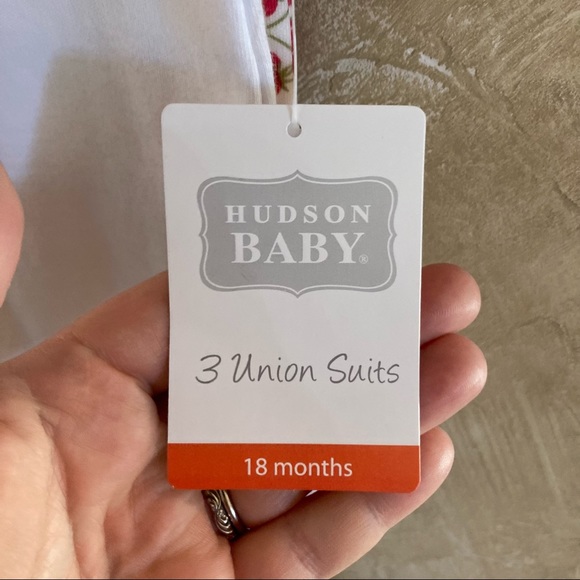 HUDSON
BABY®
3 Union Suits
18 months